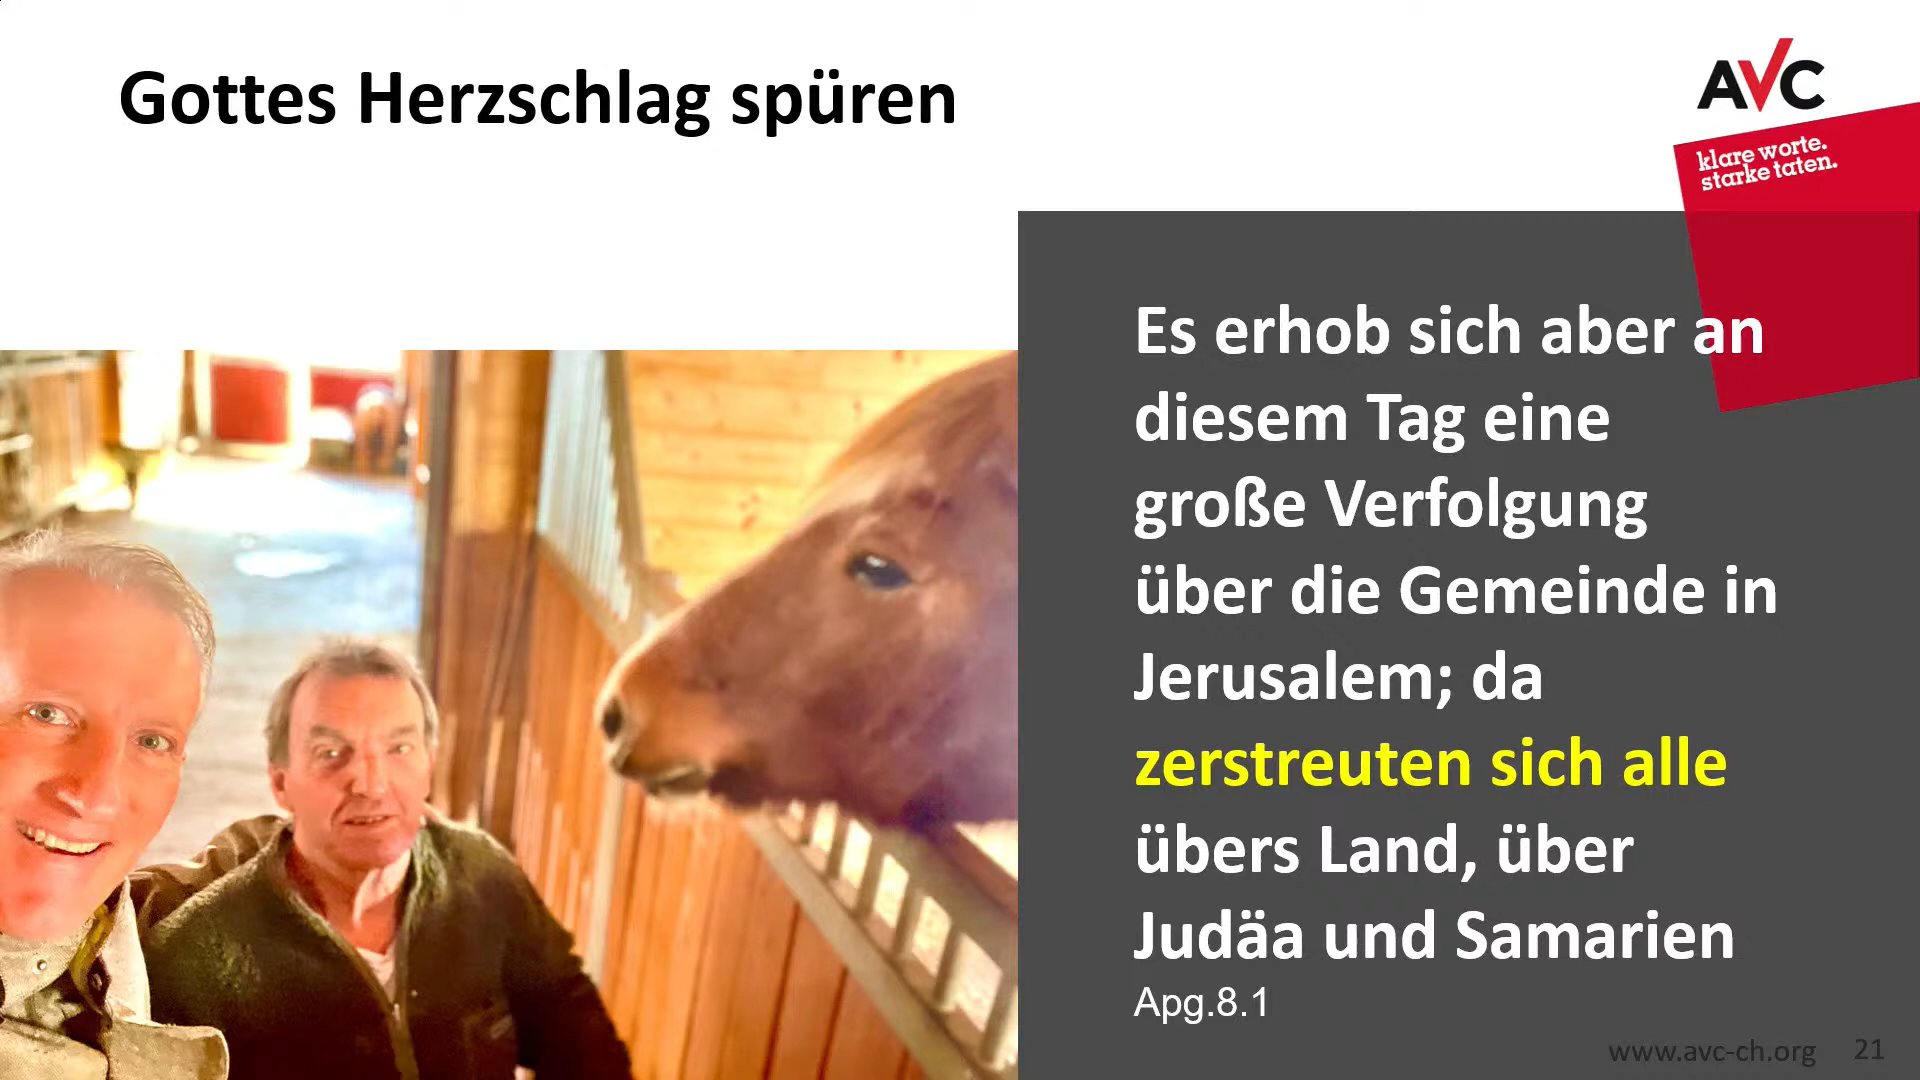 Gottes Herzschlag spüren
AVC
klare worte.
starke taten.
Es erhob sich aber an
diesem Tag eine
große Verfolgung
über die Gemeinde in
Jerusalem; da
zerstreuten sich alle
übers Land, über
Judäa und Samarien
Apg.8.1
www.avc-ch.org 21